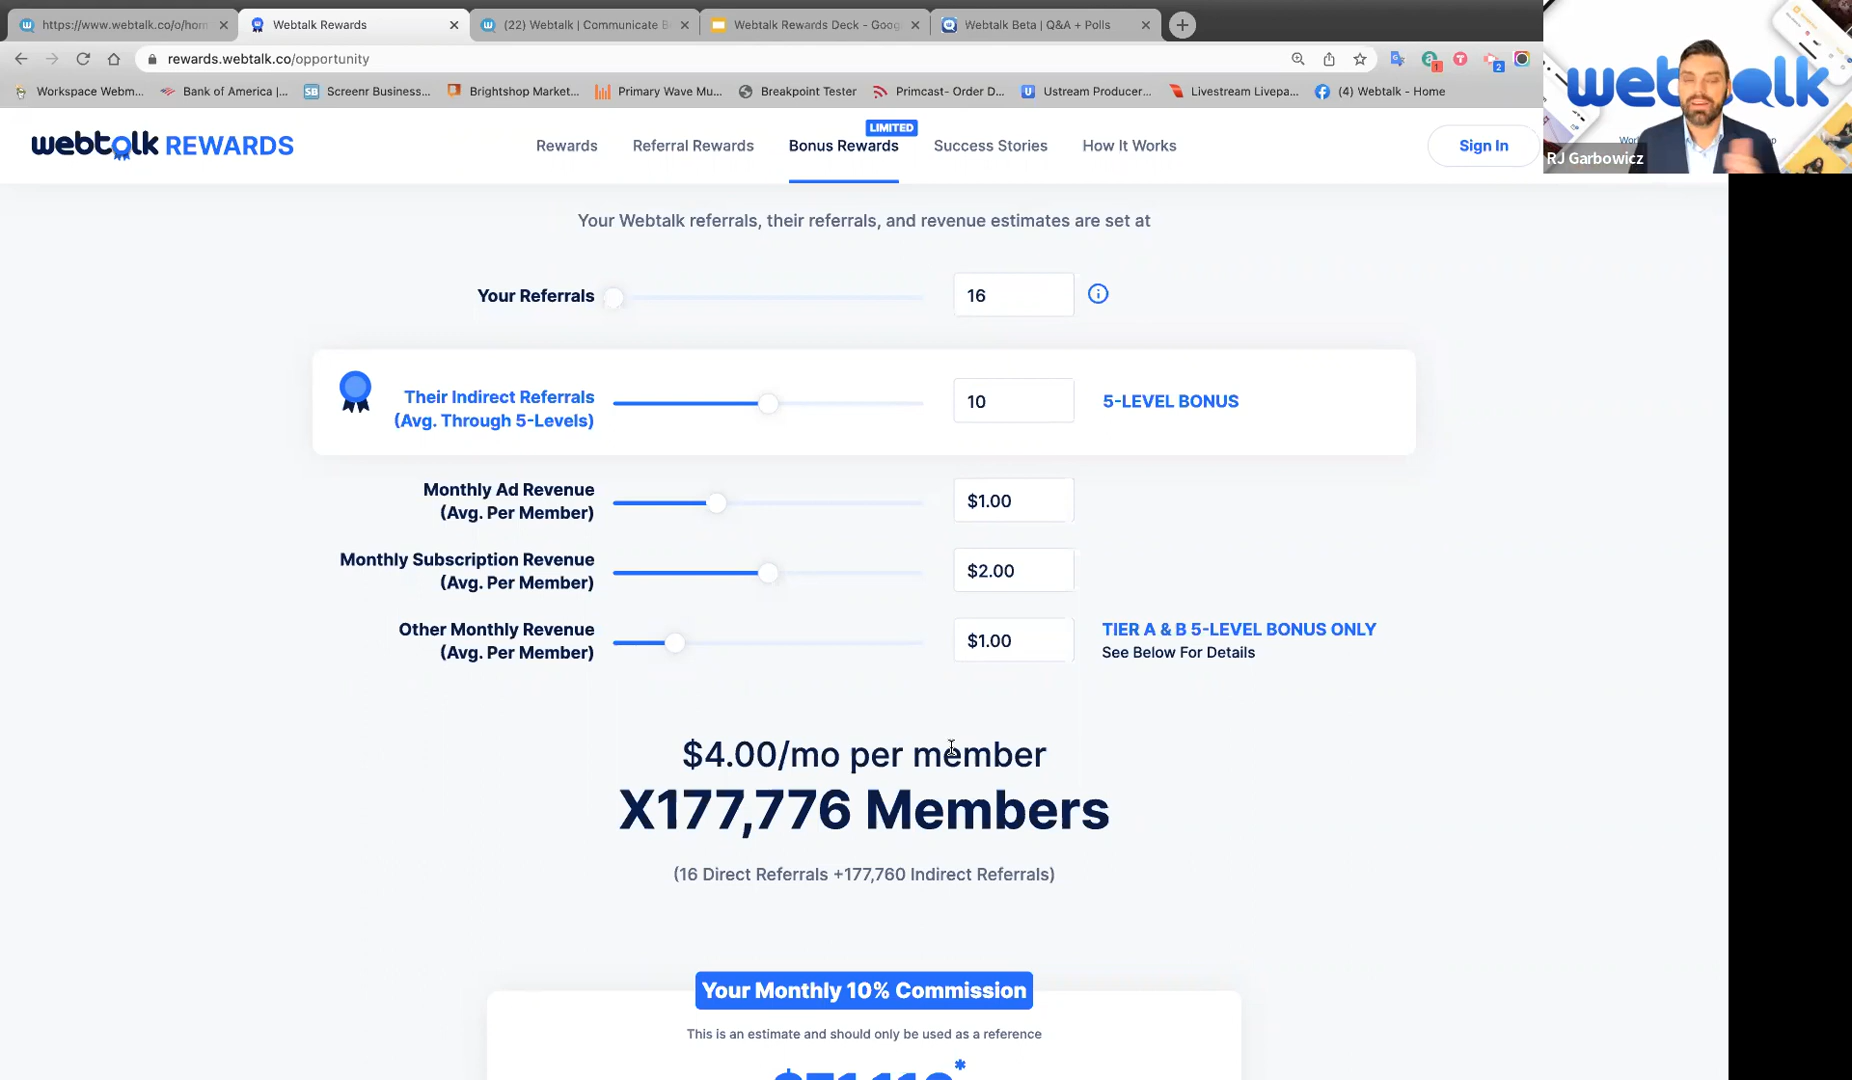 https://www.webtalk.co/o/hom
Webtalk Rewards
(22) Webtalk | Communicate B
Webtalk Rewards Deck - Goog
Webtalk Beta | Q&A + Polls
rewards.webtalk.co/opportunity
Workspace Webm...
Bank of America |...
SB Screenr Business...
Brightshop Market...
Primary Wave Mu...
Breakpoint Tester
Primcast- Order D...
Ustream Producer...
Livestream Livepa...
(4) Webtalk - Home
webtalk
RJ Garbowicz
webtalk REWARDS
Rewards
Referral Rewards
LIMITED
Bonus Rewards
Success Stories
How It Works
Sign In
Your Webtalk referrals, their referrals, and revenue estimates are set at
Your Referrals
16
Their Indirect Referrals
(Avg. Through 5-Levels)
10
5-LEVEL BONUS
Monthly Ad Revenue
(Avg. Per Member)
$1.00
Monthly Subscription Revenue
(Avg. Per Member)
$2.00
Other Monthly Revenue
(Avg. Per Member)
$1.00
TIER A & B 5-LEVEL BONUS ONLY
See Below For Details
$4.00/mo per member
X177,776 Members
(16 Direct Referrals +177,760 Indirect Referrals)
Your Monthly 10% Commission
This is an estimate and should only be used as a reference